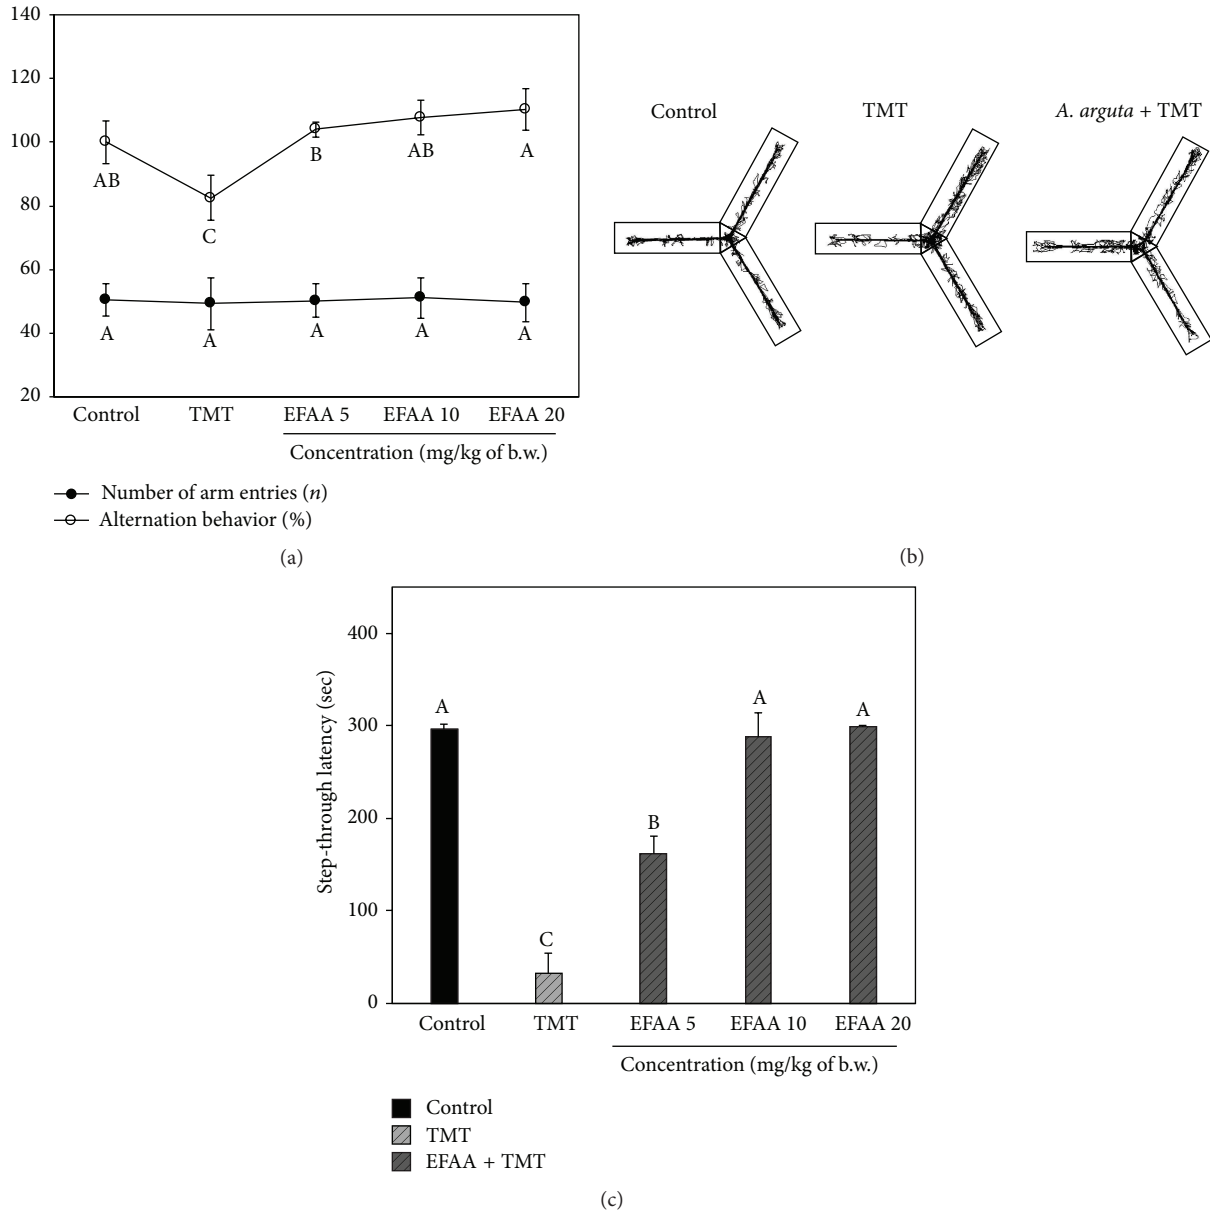 140
120
100
80
60
40
20
AB
C
B
AB
A
A
A
A
A
A
Control TMT EFAA 5 EFAA 10 EFAA 20
Concentration (mg/kg of b.w.)
Number of arm entries (n)
Alternation behavior (%)
(a)
Control TMT A. arguta + TMT
(b)
Step-through latency (sec)
400
300
200
100
0
A
C
B
A
A
Control TMT EFAA 5 EFAA 10 EFAA 20
Concentration (mg/kg of b.w.)
Control
TMT
EFAA + TMT
(c)